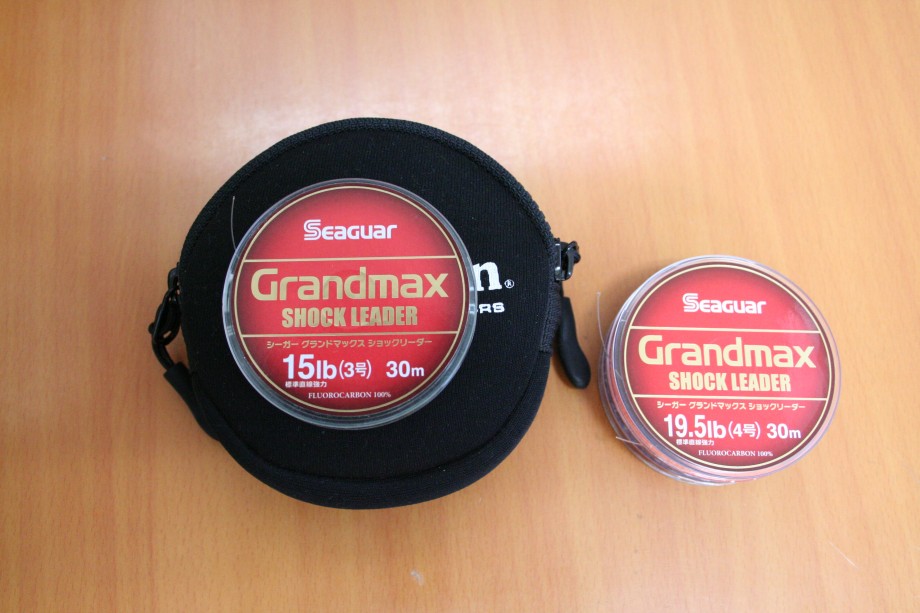 Seaguar
Grandmax
SHOCK LEADER
シーガー グランドマックス ショックリーダー
15lb(3号) 30m
標準直線強力
FLUOROCARBON 100%
n®
ERS
Seaguar
Grandmax
SHOCK LEADER
シーガー グランドマックス ショックリーダー
19.5lb(4号) 30m
標準直線強力
FLUOROCARBON 100%